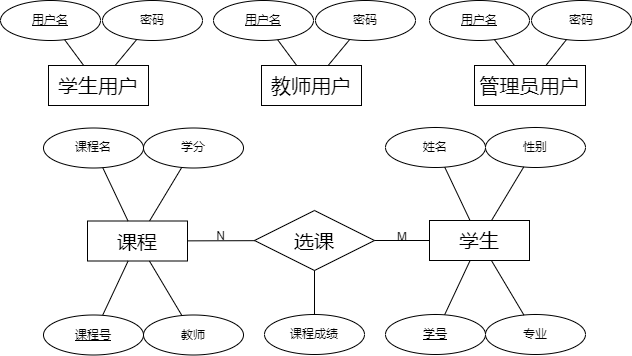 用户名
密码
用户名
密码
用户名
密码
学生用户
教师用户
管理员用户
课程名
学分
姓名
性别
课程
N
选课
M
学生
课程号
教师
课程成绩
学号
专业